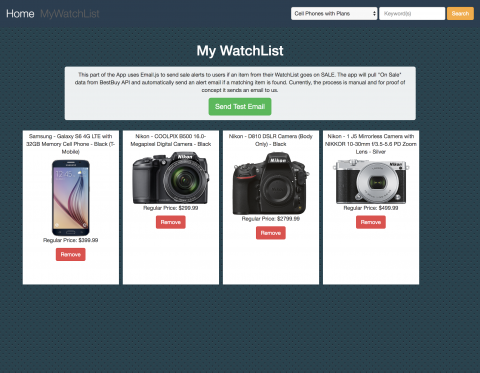 Home MyWatchList
Cell Phones with Plans
Keyword(s)
Search
My WatchList
This part of the App uses Email.js to send sale alerts to users if an item from their WatchList goes on SALE. The app will pull "On Sale"
data from BestBuy API and automatically send an alert email if a matching item is found. Currently, the process is manual and for proof of
concept it sends an email to us.
Send Test Email
Samsung - Galaxy S6 4G LTE with
32GB Memory Cell Phone - Black (T-
Mobile)
Regular Price: $399.99
Remove
Nikon - COOLPIX B500 16.0-
Megapixel Digital Camera - Black
Nikon
Regular Price: $299.99
Remove
Nikon - D810 DSLR Camera (Body
Only) - Black
Nikon
Regular Price: $2799.99
Remove
Nikon - 1 J5 Mirrorless Camera with
NIKKOR 10-30mm f/3.5-5.6 PD Zoom
Lens - Silver
Nikon
Regular Price: $499.99
Remove